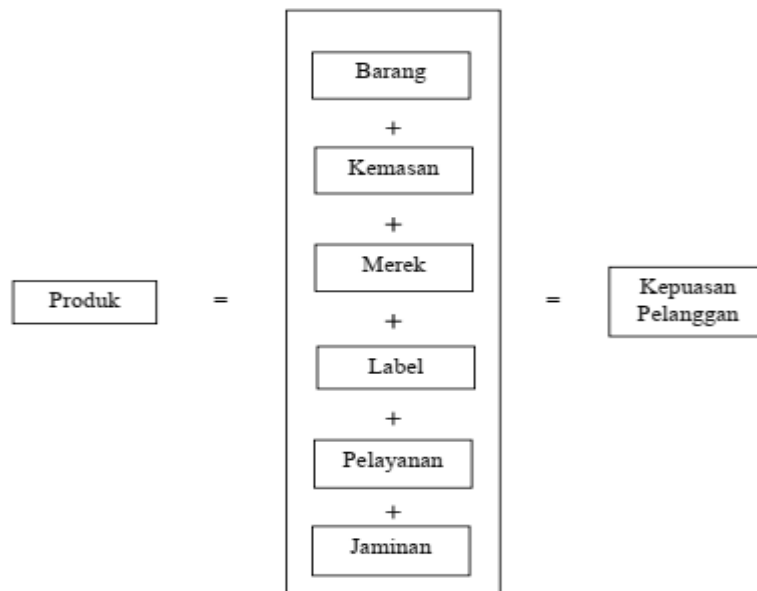 Barang
+
Kemasan
+
Merek
Produk = = Kepuasan
Pelanggan
+
Label
+
Pelayanan
+
Jaminan